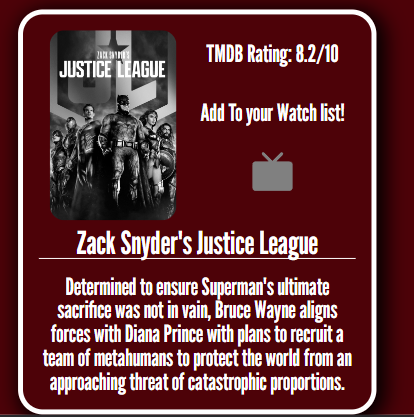 ZACK SNYDER'S
JUSTICE LEAGUE
TMDB Rating: 8.2/10
Add To your Watch list!
Zack Snyder's Justice League
Determined to ensure Superman's ultimate
sacrifice was not in vain, Bruce Wayne aligns
forces with Diana Prince with plans to recruit a
team of metahumans to protect the world from an
approaching threat of catastrophic proportions.